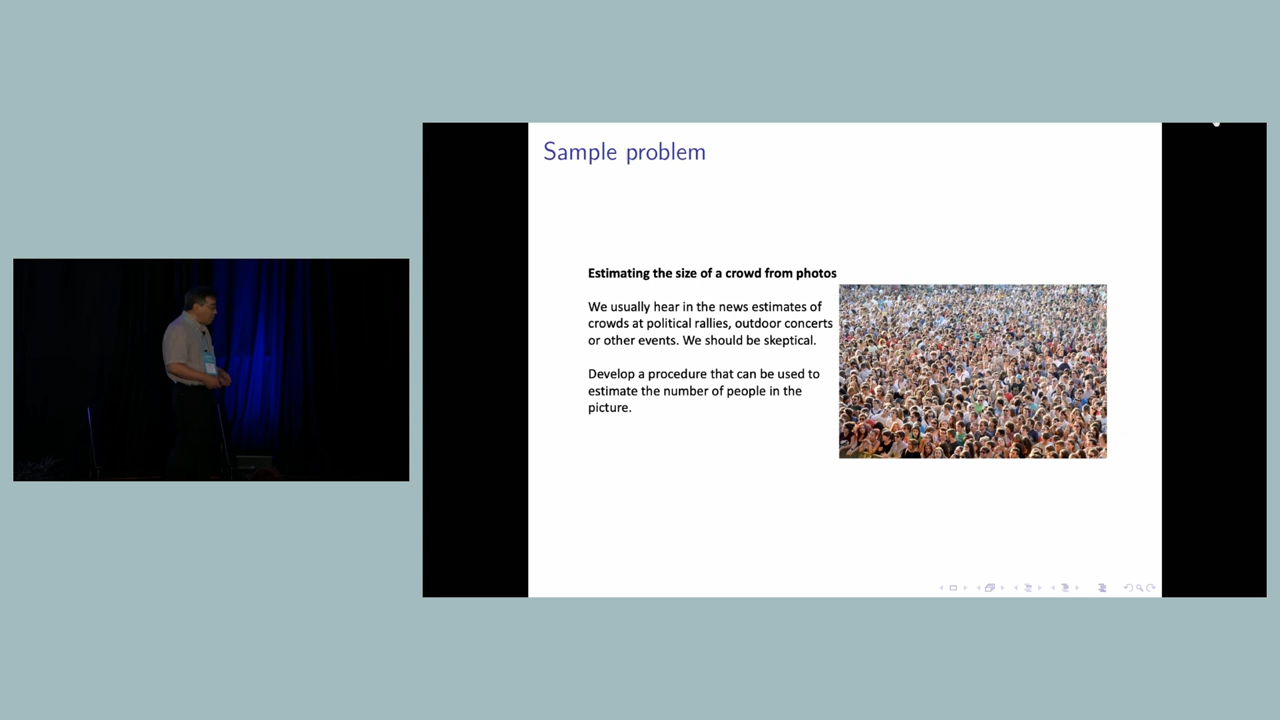 Sample problem
Estimating the size of a crowd from photos
We usually hear in the news estimates of
crowds at political rallies, outdoor concerts
or other events. We should be skeptical.
Develop a procedure that can be used to
estimate the number of people in the
picture.